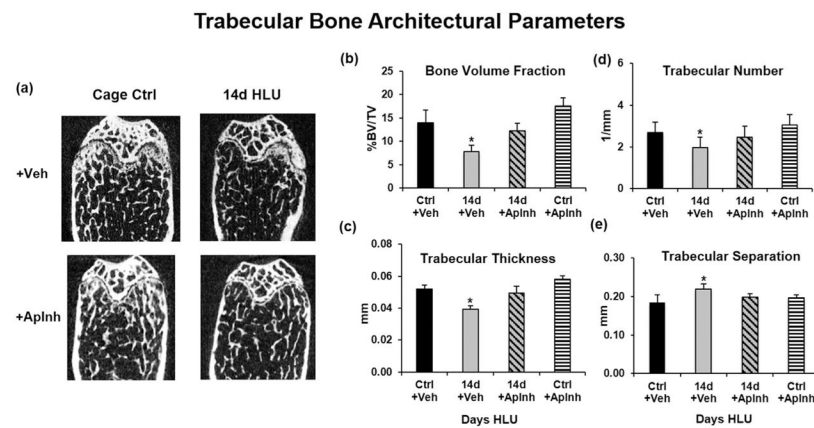 Trabecular Bone Architectural Parameters
(a)
Cage Ctrl
14d HLU
+Veh
+ApInh
(b)
Bone Volume Fraction
%BV/TV
25
20
15
10
5
0
*
Ctrl +Veh
14d +Veh
14d +ApInh
Ctrl +ApInh
(d)
Trabecular Number
1/mm
6
4
2
0
*
Ctrl +Veh
14d +Veh
14d +ApInh
Ctrl +ApInh
(c)
Trabecular Thickness
mm
0.08
0.06
0.04
0.02
0.00
*
Ctrl +Veh
14d +Veh
14d +ApInh
Ctrl +ApInh
Days HLU
(e)
Trabecular Separation
mm
0.30
0.20
0.10
0.00
*
Ctrl +Veh
14d +Veh
14d +ApInh
Ctrl +ApInh
Days HLU